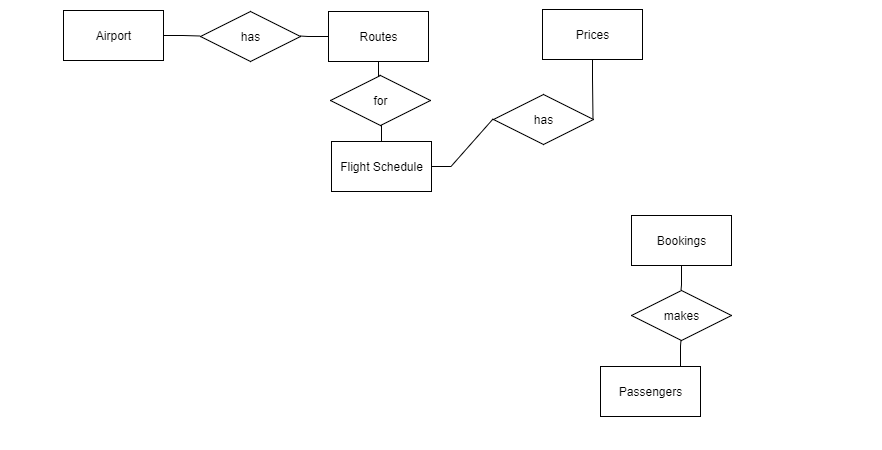 Airport
has
Routes
Prices
for
has
Flight Schedule
Bookings
makes
Passengers